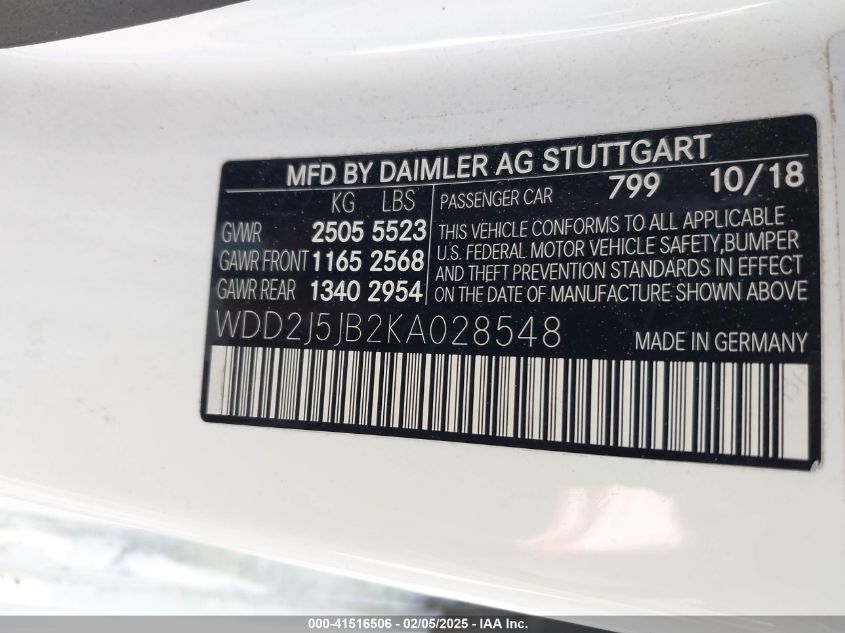 MFD BY DAIMLER AG STUTTGART
KG LBS
GVWR 2505 5523
GAWR FRONT 1165 2568
GAWR REAR 1340 2954
PASSENGER CAR 799 10/18
THIS VEHICLE CONFORMS TO ALL APPLICABLE
U.S. FEDERAL MOTOR VEHICLE SAFETY,BUMPER
AND THEFT PREVENTION STANDARDS IN EFFECT
ON THE DATE OF MANUFACTURE SHOWN ABOVE
WDD2J5JB2KA028548
MADE IN GERMANY
000-41516506 - 02/05/2025 - IAA Inc.